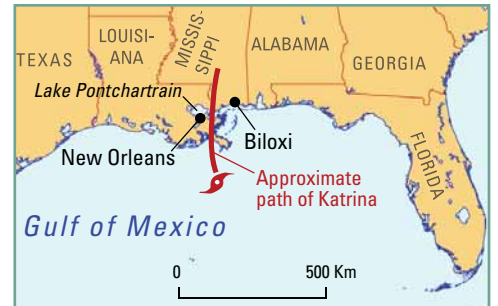 TEXAS
LOUISI-
ANA
MISSIS-
SIPPI
ALABAMA
GEORGIA
Lake Pontchartrain
New Orleans
Biloxi
FLORIDA
Approximate
path of Katrina
Gulf of Mexico
0 500 Km